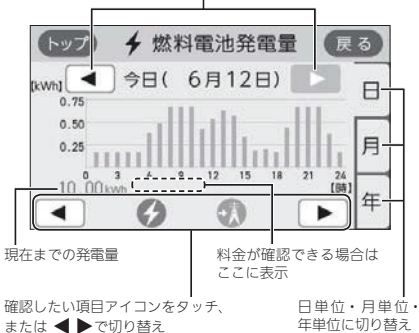 トップ 燃料電池発電量 戻る
【kWh】 ◀ 今日( 6月12日) ▶ 日
0.75
0.50
0.25
月
0 3 6 9 12 15 18 21 24
10.00kWh 【時】
年
◀ ▶
現在までの発電量
料金が確認できる場合は
ここに表示
確認したい項目アイコンをタッチ、
または ◀ ▶で切り替え
日単位・月単位・
年単位に切り替え